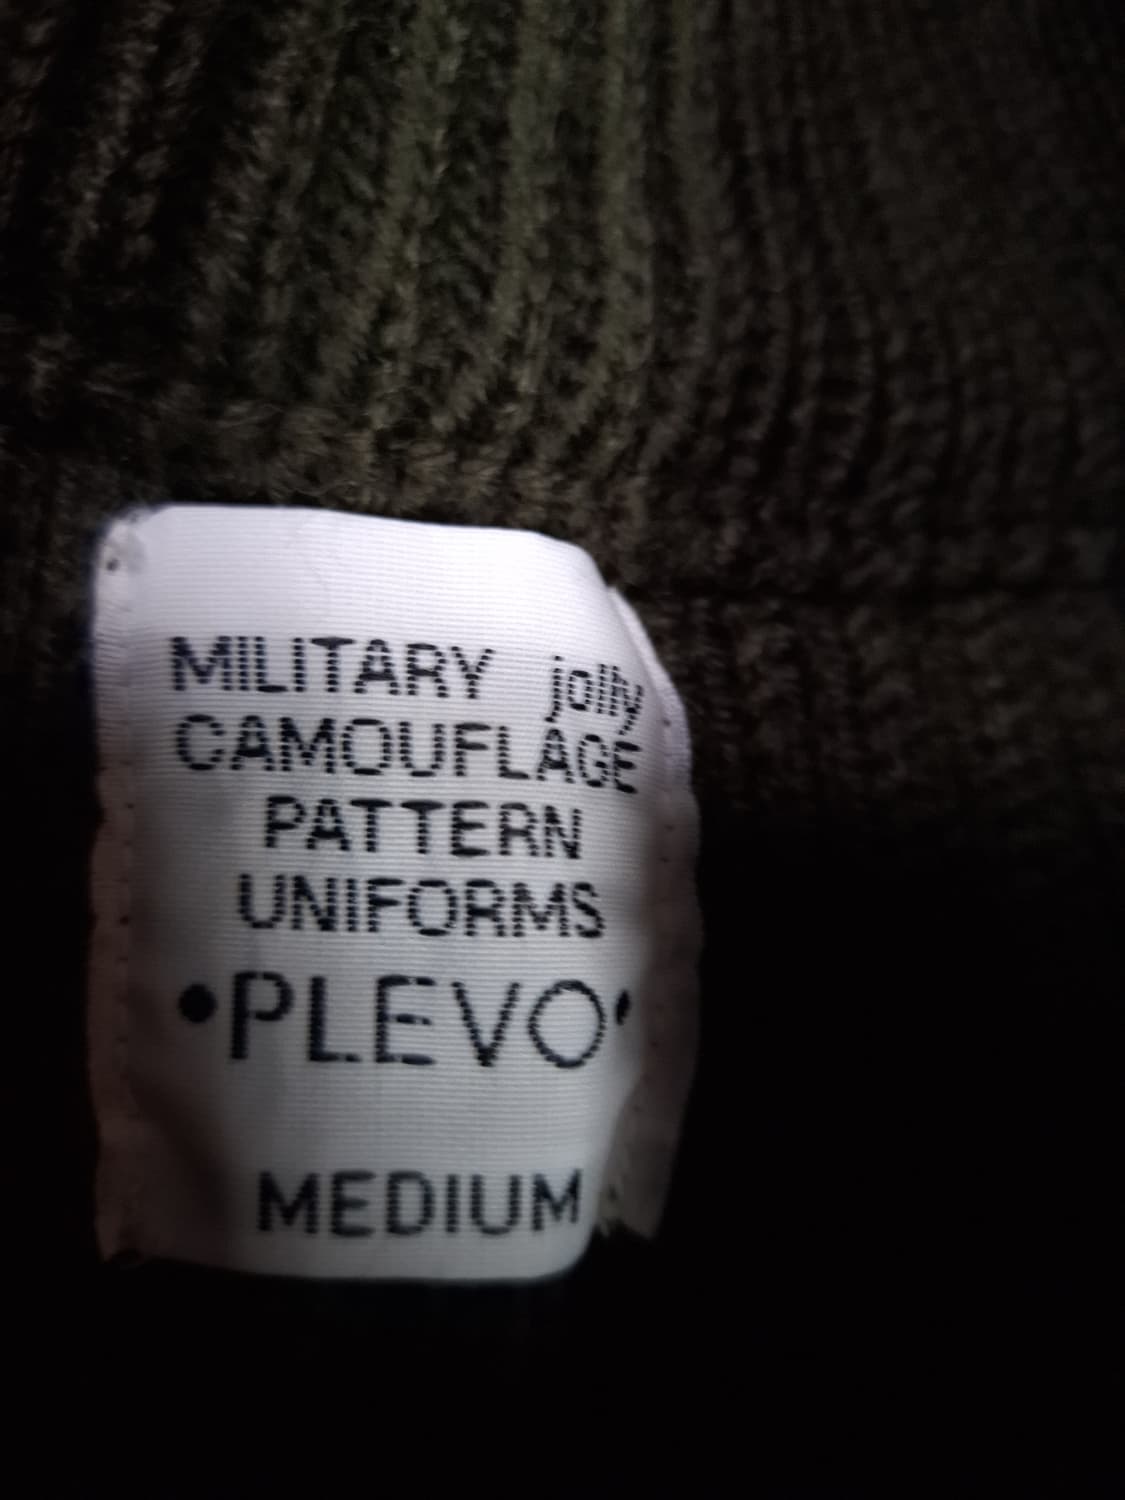 MILITARY jolly
CAMOUFLAGE
PATTERN
UNIFORMS
•PLEVO•
MEDIUM